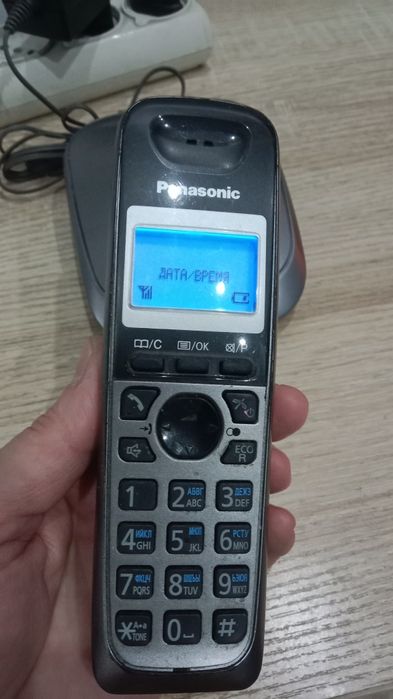 Panasonic
ДАТА/ВРЕМЯ
/C /OK /P
ECO
R
1 2 АБВГ ABC 3 ДЕЖЗ DEF
4 ИЙКЛ GHI 5 МНОП JKL 6 РСТУ MNO
7 ФХЦЧ PQRS 8 ШЩЪЫ TUV 9 ЬЭЮЯ WXYZ
* A→a TONE 0 #